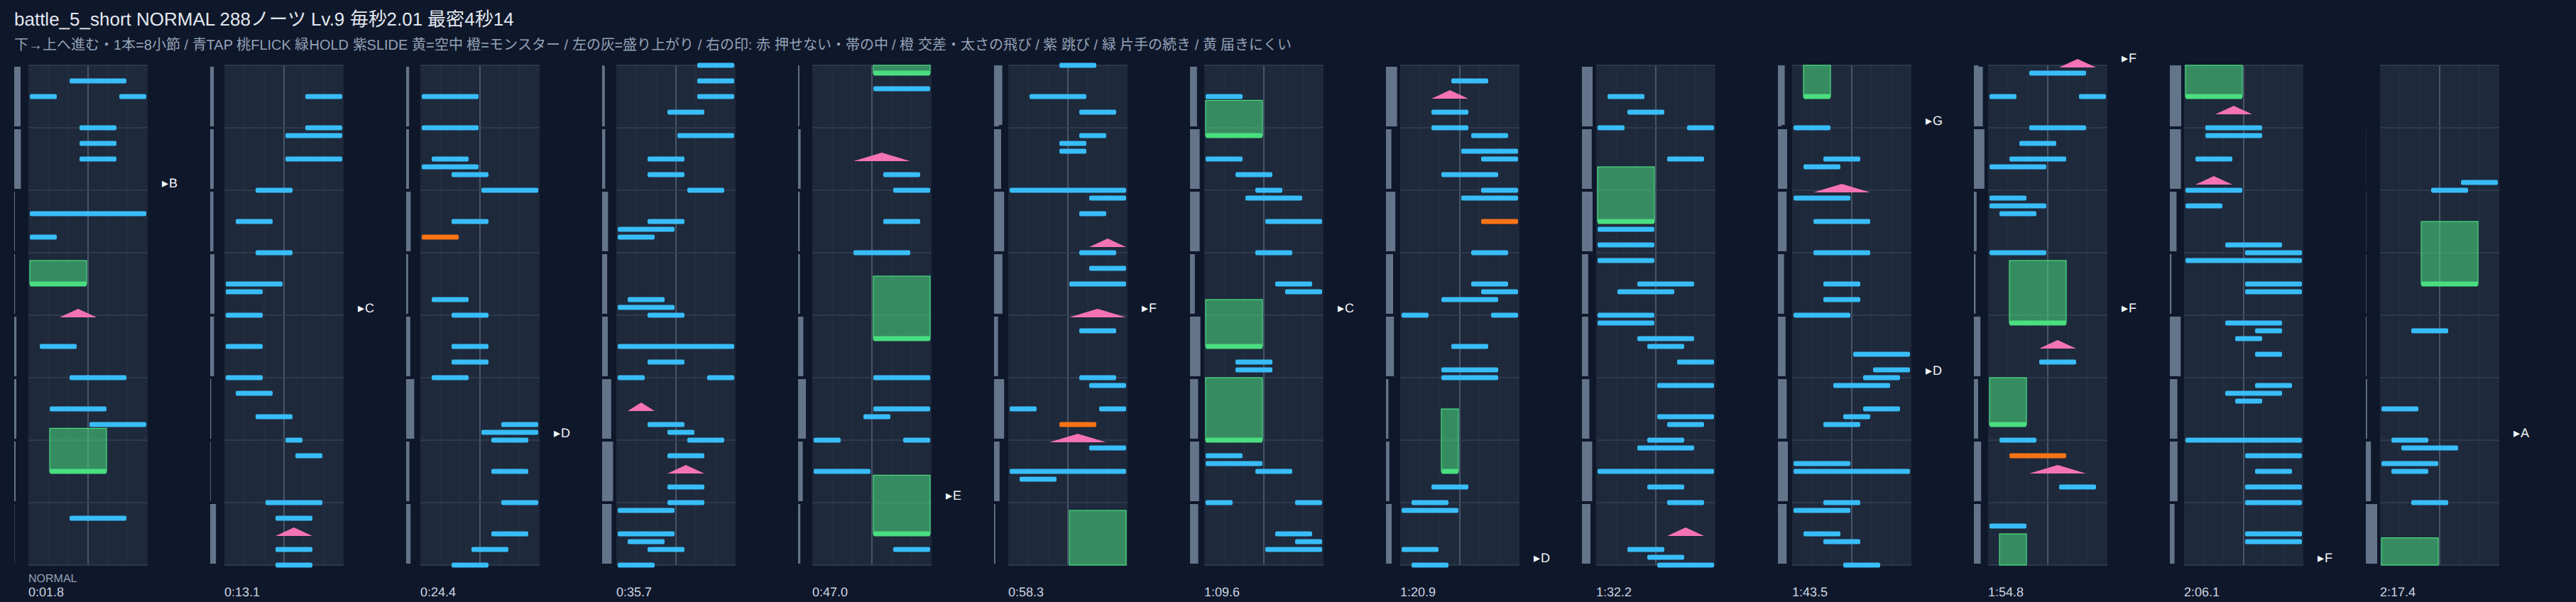 battle_5_short NORMAL 288ノーツ Lv.9 毎秒2.01 最密4秒14
下→上へ進む・1本=8小節 / 青TAP 桃FLICK 緑HOLD 紫SLIDE 黄=空中 橙=モンスター / 左の灰=盛り上がり / 右の印: 赤 押せない・帯の中 / 橙 交差・太さの飛び / 紫 跳び / 緑 片手の続き / 黄 届きにくい
▸F
▸G
▸B
▸C
▸F
▸C
▸F
▸D
▸D
▸A
▸E
▸D
▸F
NORMAL
0:01.8 0:13.1 0:24.4 0:35.7 0:47.0 0:58.3 1:09.6 1:20.9 1:32.2 1:43.5 1:54.8 2:06.1 2:17.4